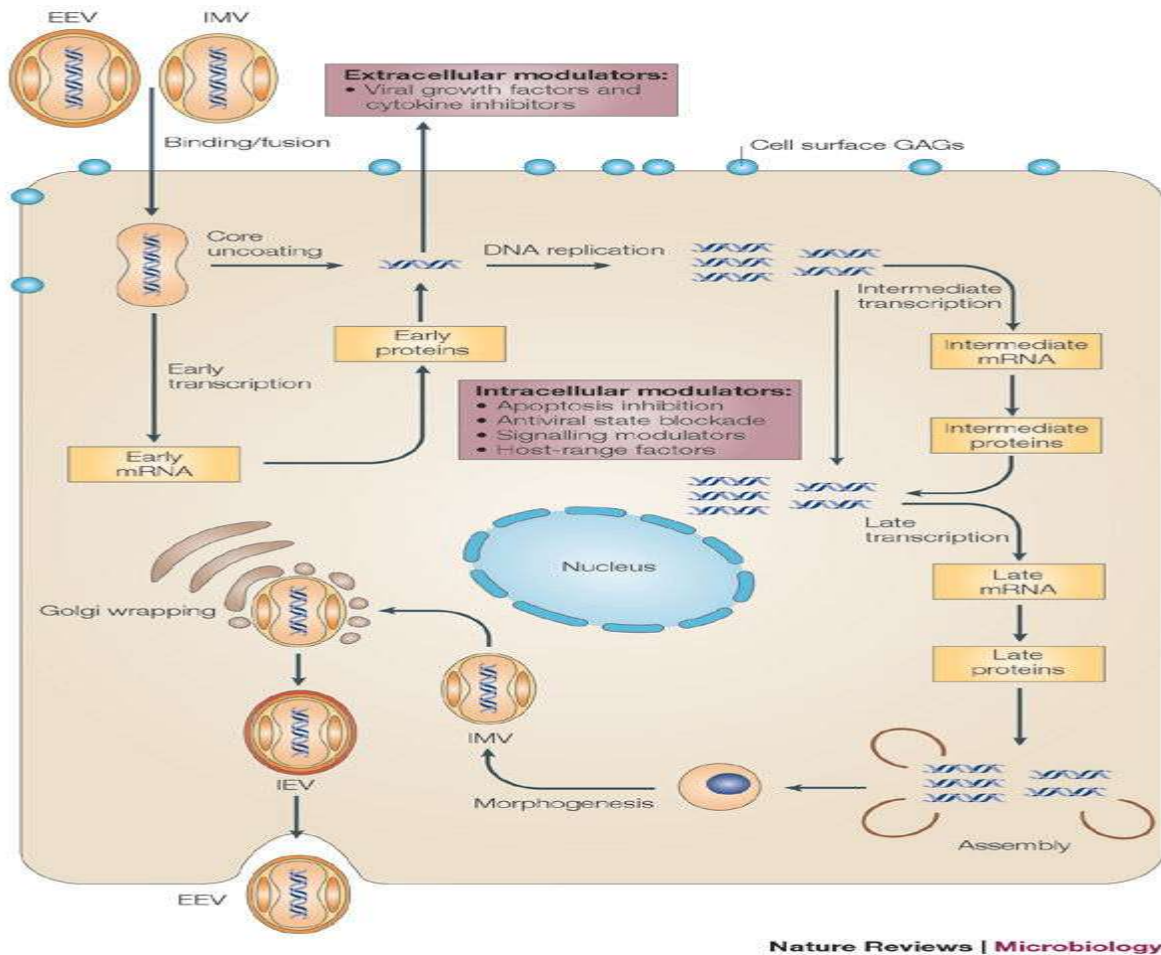 EEV
IMV
Extracellular modulators:
• Viral growth factors and
cytokine inhibitors
Binding/fusion
Cell surface GAGs
Core
uncoating
DNA replication
Intermediate
transcription
Early
proteins
Intermediate
mRNA
Early
transcription
Intracellular modulators:
• Apoptosis inhibition
• Antiviral state blockade
• Signalling modulators
• Host-range factors
Intermediate
proteins
Early
mRNA
Late
transcription
Nucleus
Late
mRNA
Golgi wrapping
Late
proteins
IMV
IEV
Morphogenesis
Assembly
EEV
Nature Reviews | Microbiology